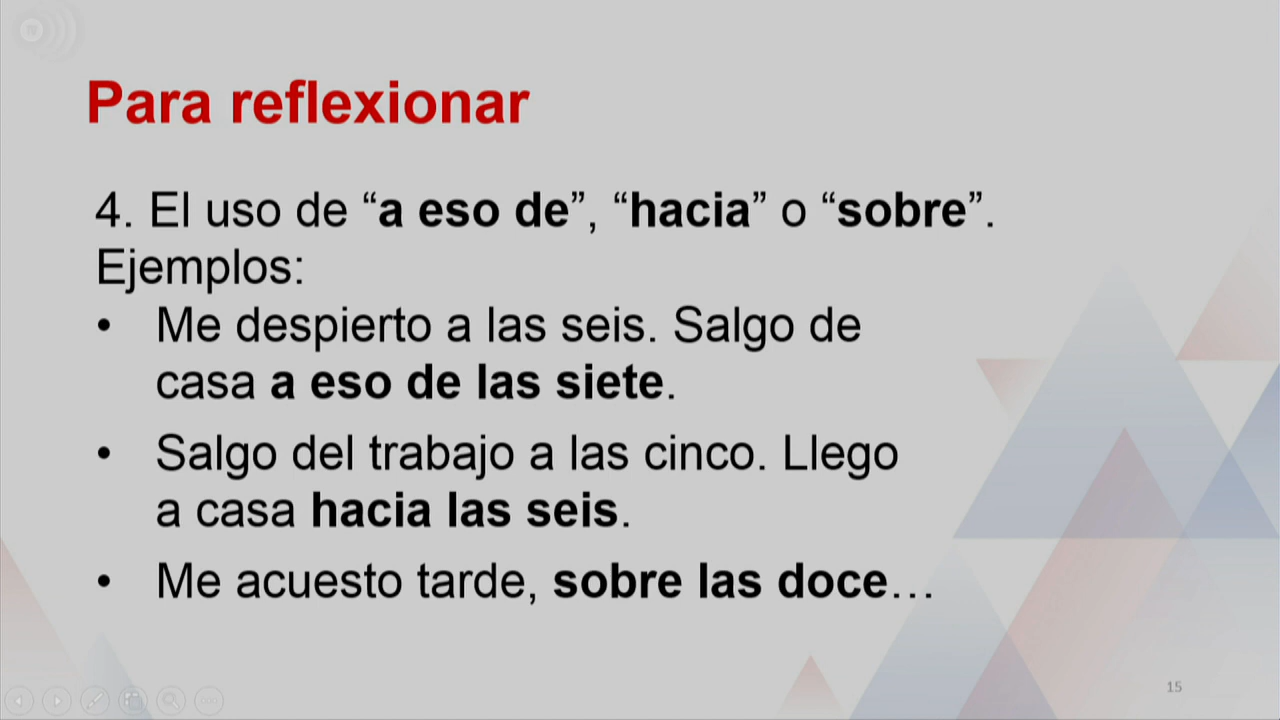 Para reflexionar
4. El uso de “a eso de”, “hacia” o “sobre”.
Ejemplos:
• Me despierto a las seis. Salgo de
casa a eso de las siete.
• Salgo del trabajo a las cinco. Llego
a casa hacia las seis.
• Me acuesto tarde, sobre las doce…
15